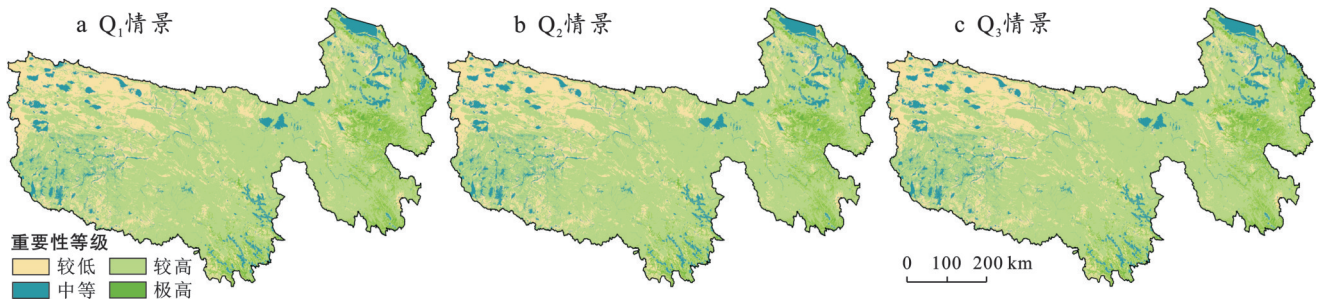 a Q₁情景
b Q₂情景
c Q₃情景
重要性等级
较低 较高
中等 极高
0 100 200 km